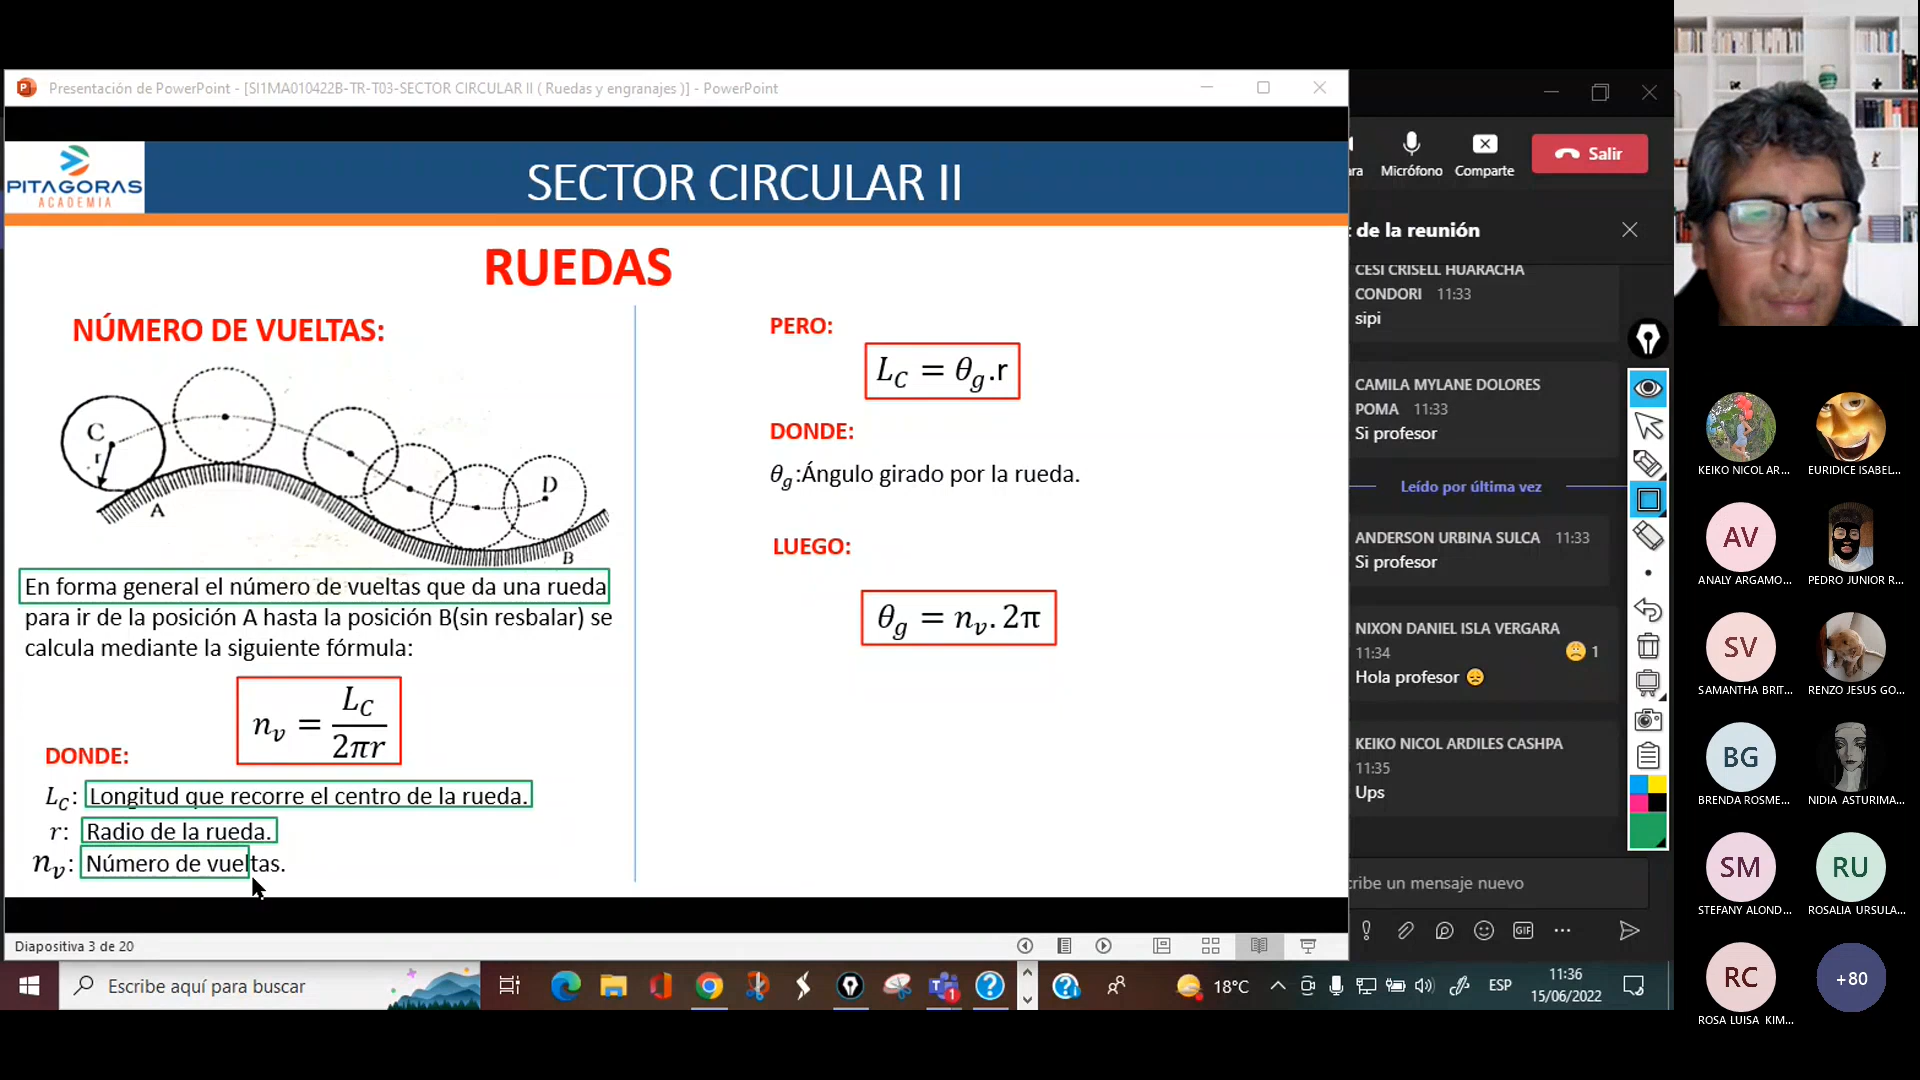 Presentación de PowerPoint - [SI1MA010422B-TR-T03-SECTOR CIRCULAR II ( Ruedas y engranajes )] - PowerPoint
PITAGORAS
ACADEMIA
SECTOR CIRCULAR II
RUEDAS
NÚMERO DE VUELTAS:
C
r
A
D
B
En forma general el número de vueltas que da una rueda
para ir de la posición A hasta la posición B(sin resbalar) se
calcula mediante la siguiente fórmula:
n_v = L_C / 2πr
DONDE:
L_C: Longitud que recorre el centro de la rueda.
r: Radio de la rueda.
n_v: Número de vueltas.
PERO:
L_C = θ_g.r
DONDE:
θ_g:Ángulo girado por la rueda.
LUEGO:
θ_g = n_v. 2π
Diapositiva 3 de 20
ra
Micrófono
Comparte
Salir
de la reunión
CESI CRISELL HUARACHA
CONDORI 11:33
sipi
CAMILA MYLANE DOLORES
POMA 11:33
Si profesor
Leído por última vez
ANDERSON URBINA SULCA 11:33
Si profesor
NIXON DANIEL ISLA VERGARA
11:34
1
Hola profesor 😞
KEIKO NICOL ARDILES CASHPA
11:35
Ups
cribe un mensaje nuevo
GIF
KEIKO NICOL AR...
EURIDICE ISABEL...
AV
ANALY ARGAMO...
PEDRO JUNIOR R...
SV
SAMANTHA BRIT...
RENZO JESUS GO...
BG
BRENDA ROSME...
NIDIA ASTURIMA...
SM
STEFANY ALOND...
RU
ROSALIA URSULA...
RC
ROSA LUISA KIM...
+80
Escribe aquí para buscar
18°C
ESP
11:36
15/06/2022